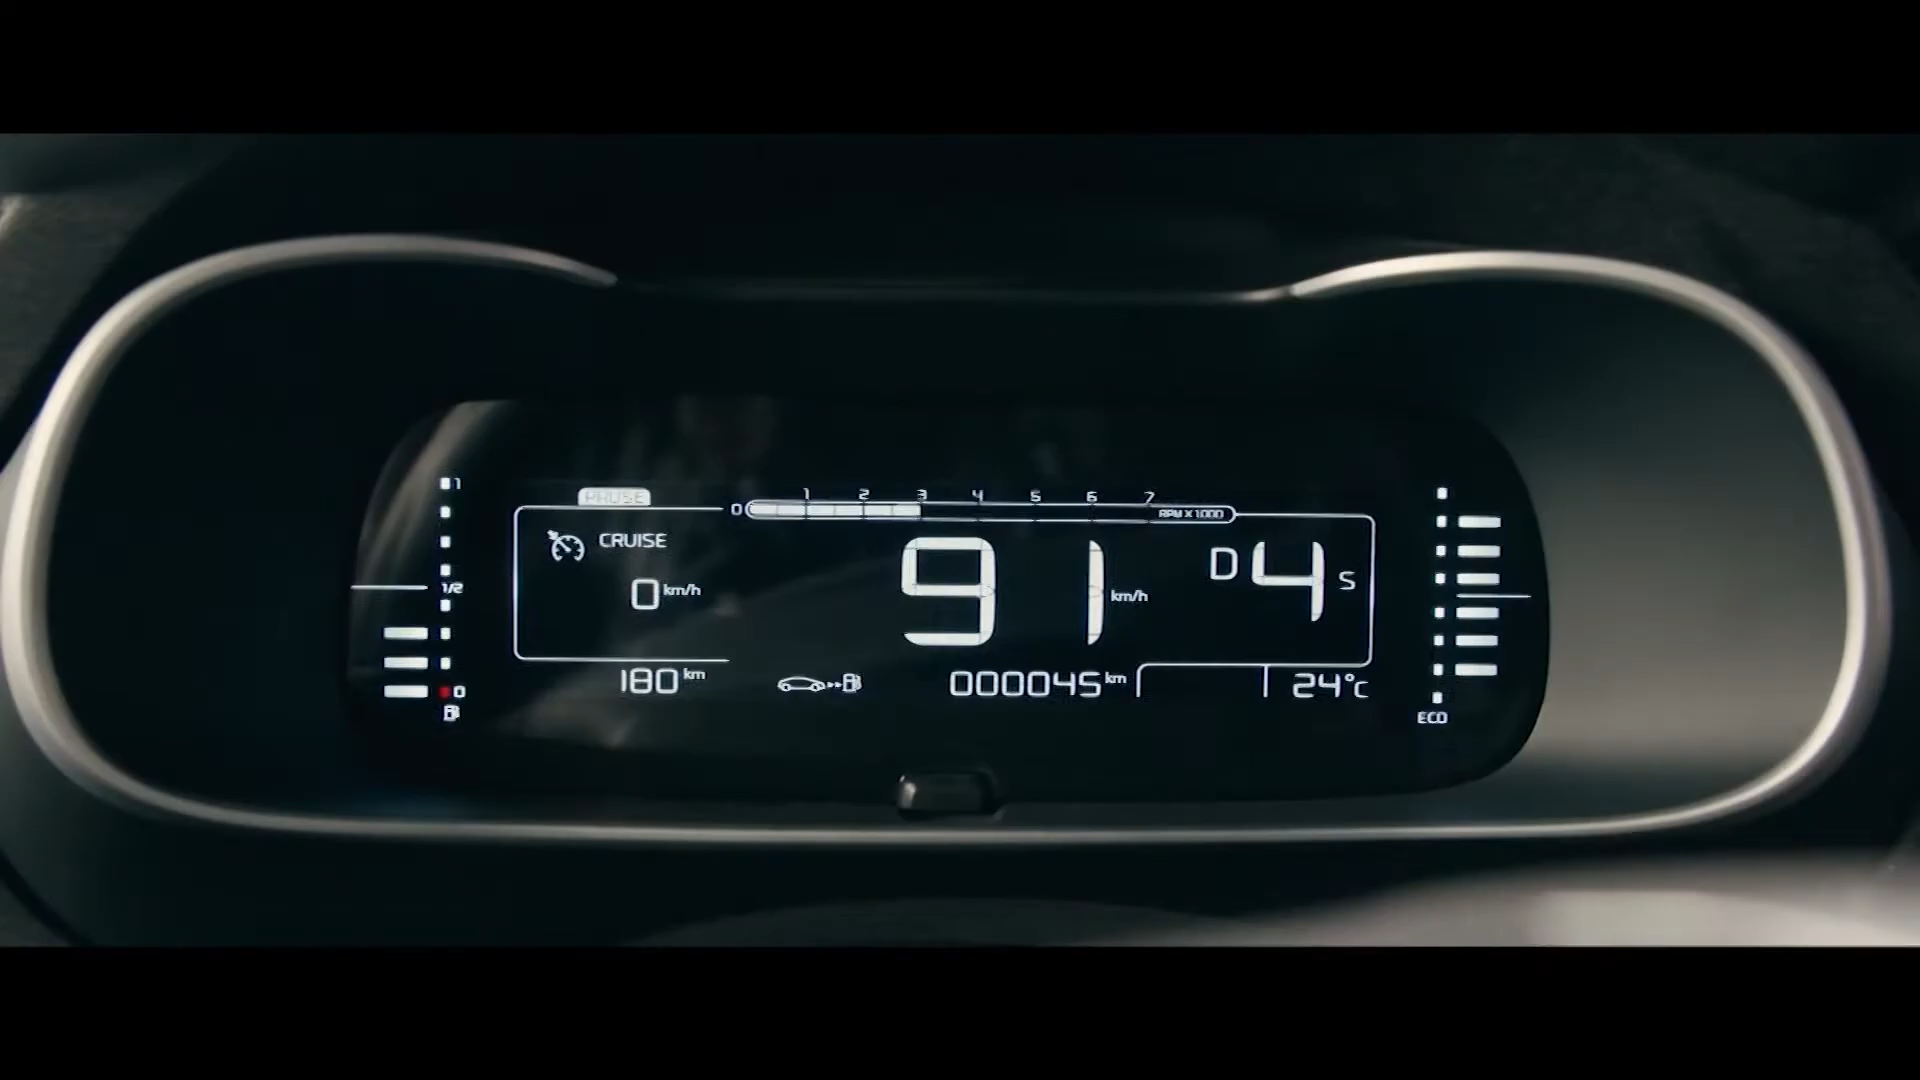 1
PAUSE
1 2 3 4 5 6 7
0 RPM X 1000
CRUISE
0 km/h
91 km/h
D 4 S
1/2
180 km
000045 km
24°C
0
ECO